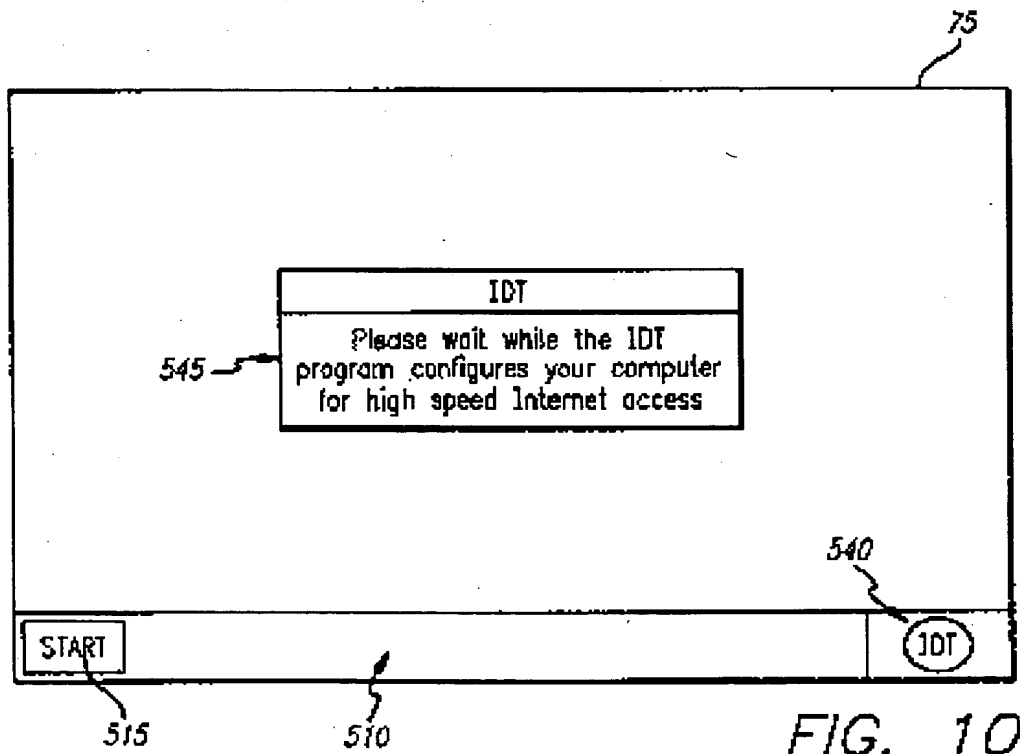 75
IDT
Please wait while the IDT
program configures your computer
for high speed Internet access
545
540
START
IDT
515
510
FIG. 10